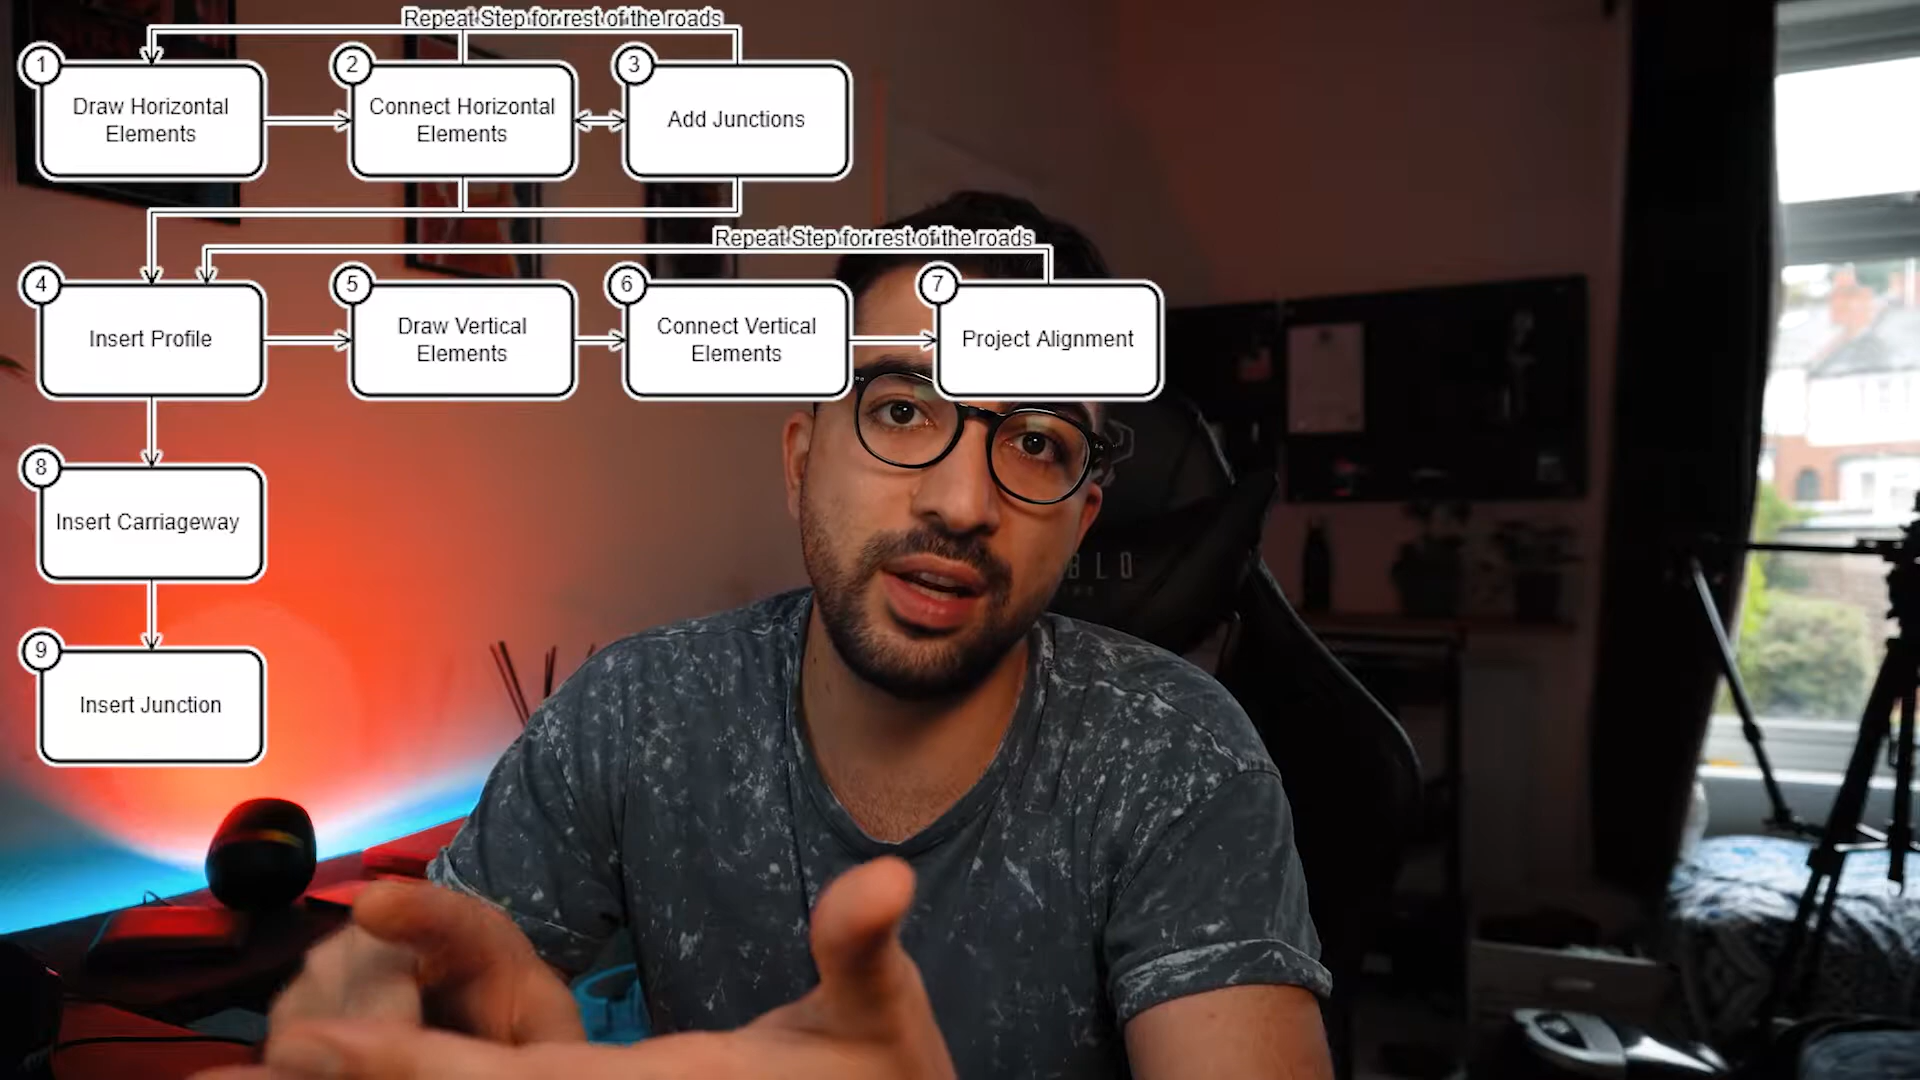 Repeat Step for rest of the roads
1
2
3
Draw Horizontal
Elements
Connect Horizontal
Elements
Add Junctions
Repeat Step for rest of the roads
4
5
6
7
Insert Profile
Draw Vertical
Elements
Connect Vertical
Elements
Project Alignment
8
Insert Carriageway
9
Insert Junction